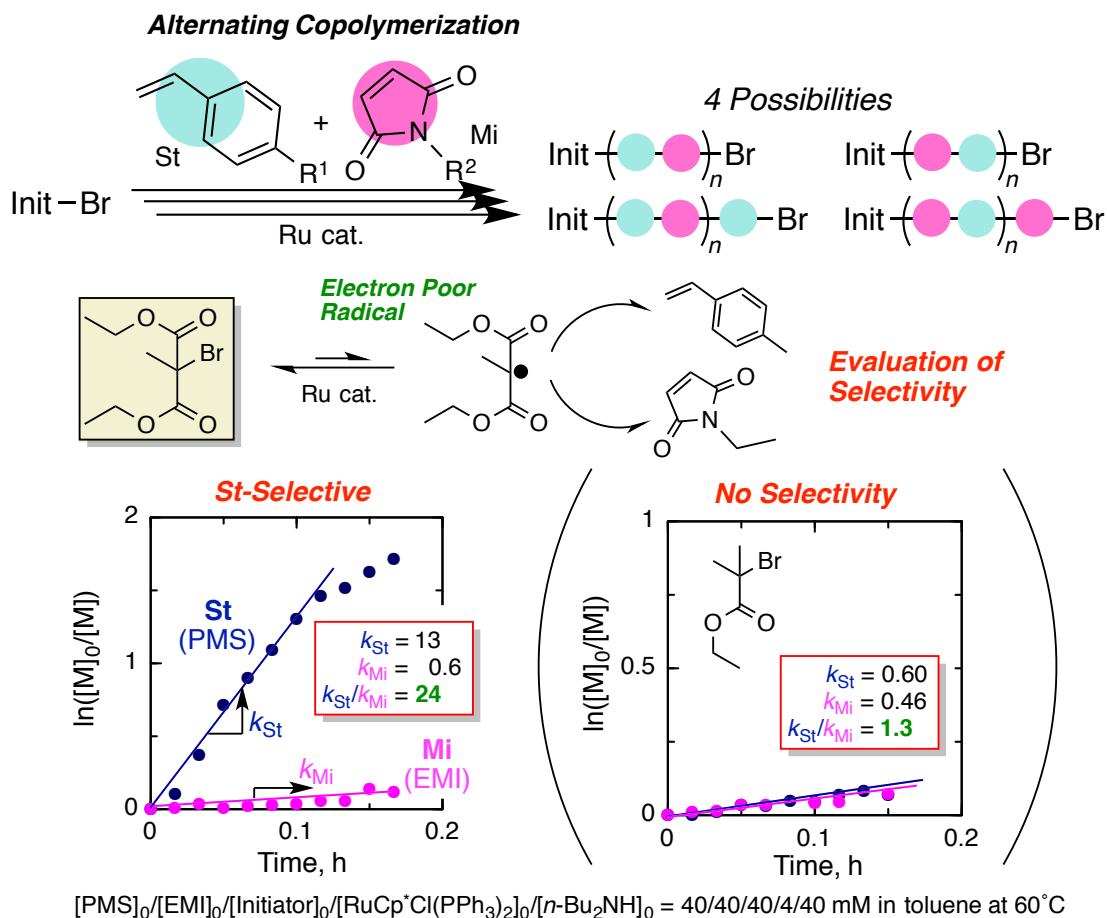 Alternating Copolymerization
St
+
Mi
R¹
R²
O
N
O
4 Possibilities
Init
n
Br
Init
n
Br
Init–Br
Ru cat.
Init
n
Br
Init
n
Br
Electron Poor
Radical
O
O
Br
O
O
Ru cat.
O
O
O
O
O
N
O
Evaluation of
Selectivity
St-Selective
ln([M]₀/[M])
2
1
0
0
0.1
0.2
Time, h
St
(PMS)
kSt
kSt = 13
kMi = 0.6
kSt/kMi = 24
kMi
Mi
(EMI)
No Selectivity
ln([M]₀/[M])
1
0.5
0
0
0.1
0.2
Time, h
Br
O
O
kSt = 0.60
kMi = 0.46
kSt/kMi = 1.3
[PMS]₀/[EMI]₀/[Initiator]₀/[RuCp*Cl(PPh₃)₂]₀/[n-Bu₂NH]₀ = 40/40/40/4/40 mM in toluene at 60˚C